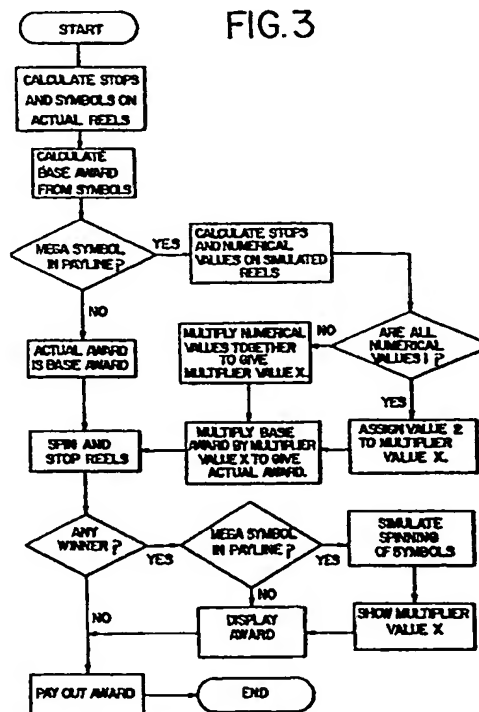 FIG.3
START
CALCULATE STOPS
AND SYMBOLS ON
ACTUAL REELS
CALCULATE
BASE AWARD
FROM SYMBOLS
MEGA SYMBOL
IN PAYLINE?
YES
CALCULATE STOPS
AND NUMERICAL
VALUES ON SIMULATED
REELS
NO
ARE ALL
NUMERICAL
VALUES 1?
NO
MULTIPLY NUMERICAL
VALUES TOGETHER
TO GIVE
MULTIPLIER VALUE X.
YES
ACTUAL AWARD
IS BASE AWARD
ASSIGN VALUE 2
TO MULTIPLIER
VALUE X.
MULTIPLY BASE
AWARD BY MULTIPLIER
VALUE X TO GIVE
ACTUAL AWARD.
SPIN AND
STOP REELS
ANY
WINNER?
YES
MEGA SYMBOL
IN PAYLINE?
YES
SIMULATE
SPINNING
OF SYMBOLS
NO
NO
DISPLAY
AWARD
SHOW MULTIPLIER
VALUE X
PAY OUT AWARD
END